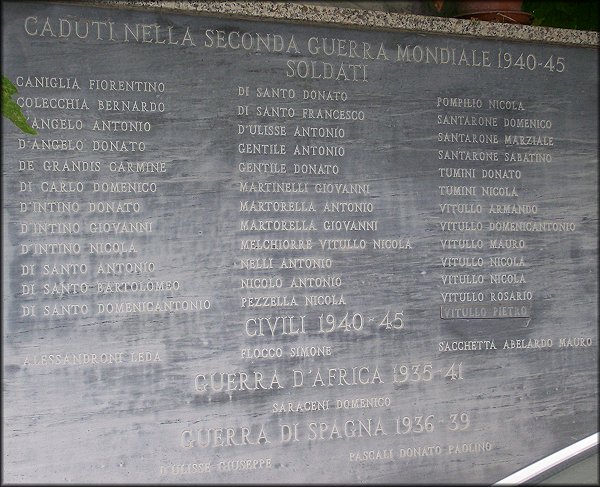 CADUTI NELLA SECONDA GUERRA MONDIALE 1940-45
SOLDATI
CANIGLIA FIORENTINO
COLECCHIA BERNARDO
D'ANGELO ANTONIO
D'ANGELO DONATO
DE GRANDIS CARMINE
DI CARLO DOMENICO
D'INTINO DONATO
D'INTINO GIOVANNI
D'INTINO NICOLA
DI SANTO ANTONIO
DI SANTO BARTOLOMEO
DI SANTO DOMENICANTONIO
DI SANTO DONATO
DI SANTO FRANCESCO
D'ULISSE ANTONIO
GENTILE ANTONIO
GENTILE DONATO
MARTINELLI GIOVANNI
MARTORELLA ANTONIO
MARTORELLA GIOVANNI
MELCHIORRE VITULLO NICOLA
NELLI ANTONIO
NICOLO ANTONIO
PEZZELLA NICOLA
POMPILIO NICOLA
SANTARONE DOMENICO
SANTARONE MARZIALE
SANTARONE SABATINO
TUMINI DONATO
TUMINI NICOLA
VITULLO ARMANDO
VITULLO DOMENICANTONIO
VITULLO MAURO
VITULLO NICOLA
VITULLO NICOLA
VITULLO ROSARIO
VITULLO PIETRO
CIVILI 1940-45
ALESSANDRONI LEDA
FLOCCO SIMONE
SACCHETTA ABELARDO MAURO
GUERRA D'AFRICA 1935-41
SARACENI DOMENICO
GUERRA DI SPAGNA 1936-39
D'ULISSE GIUSEPPE
PASCALI DONATO PAOLINO